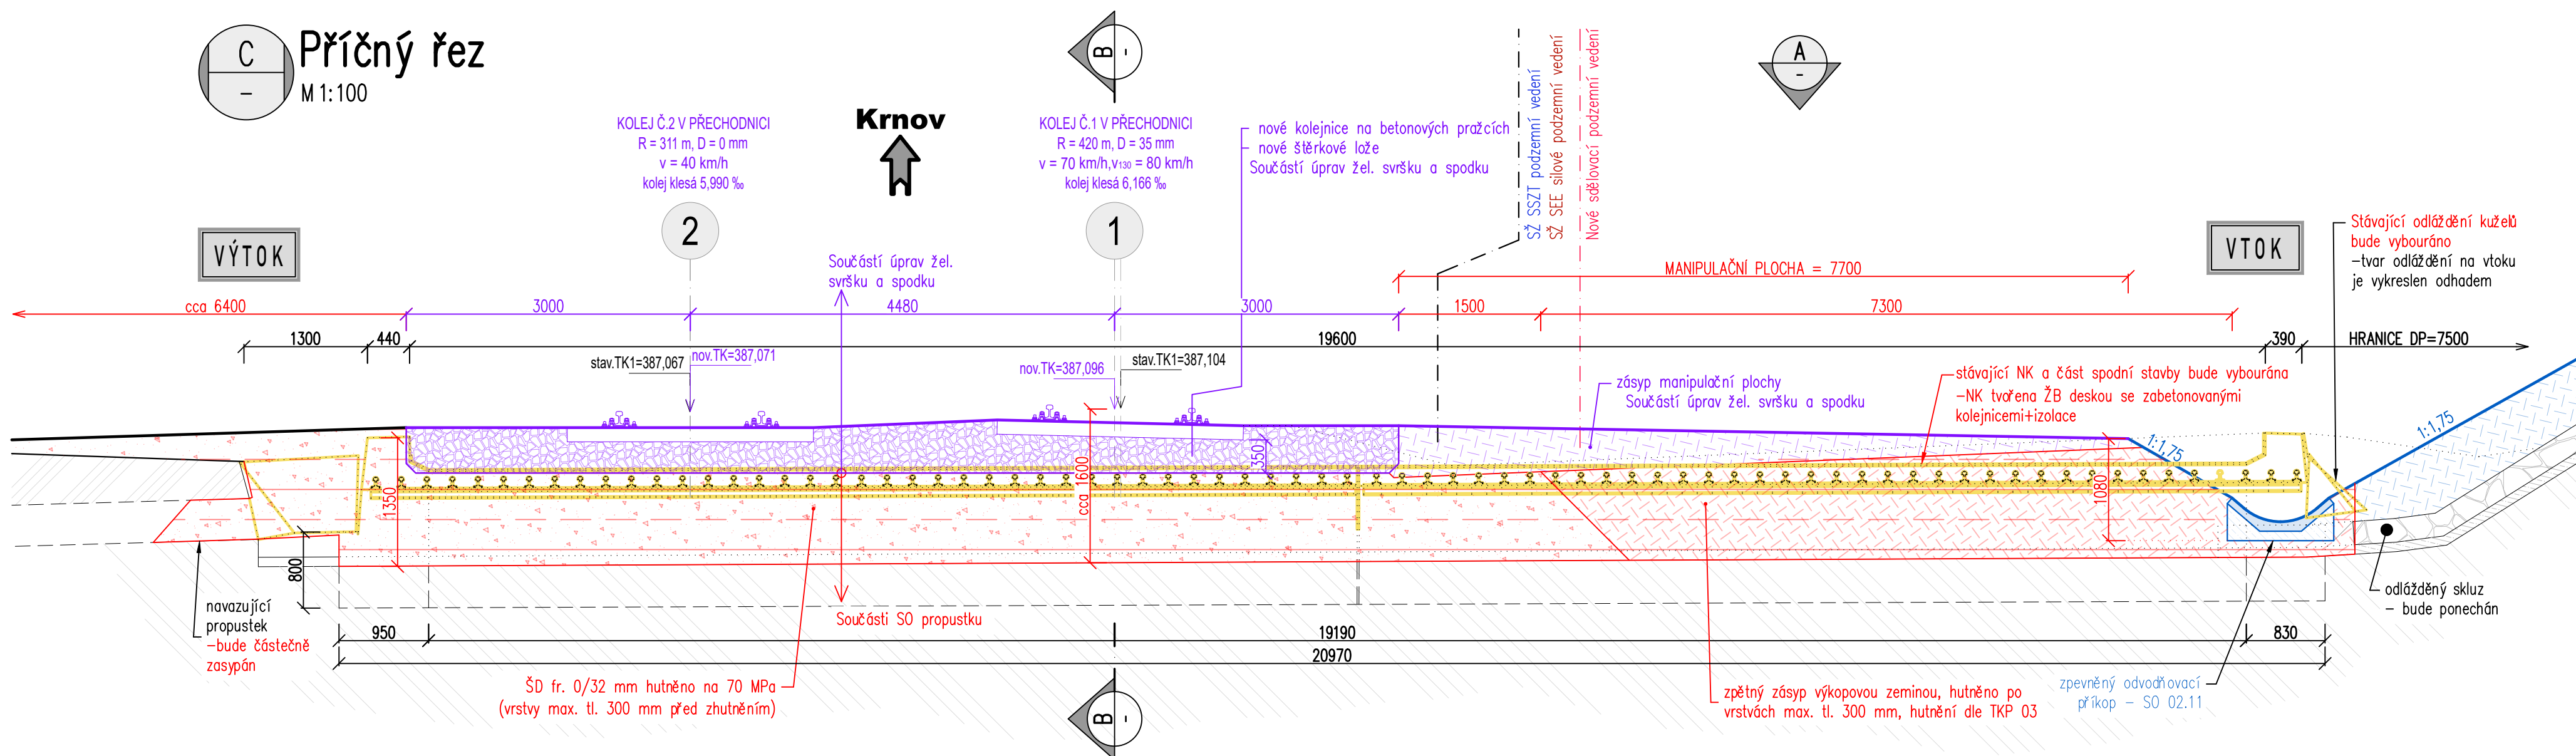 C
–
Příčný řez
M 1:100
B
-
A
-
KOLEJ Č.2 V PŘECHODNICI
R = 311 m, D = 0 mm
v = 40 km/h
kolej klesá 5,990 ‰
Krnov
KOLEJ Č.1 V PŘECHODNICI
R = 420 m, D = 35 mm
v = 70 km/h,v130 = 80 km/h
kolej klesá 6,166 ‰
nové kolejnice na betonových pražcích
nové štěrkové lože
Součástí úprav žel. svršku a spodku
SŽ SSZT podzemní vedení
SŽ SEE silové podzemní vedení
Nové sdělovací podzemní vedení
2
1
VÝTOK
VTOK
Stávající odláždění kuželů
bude vybouráno
-tvar odláždění na vtoku
je vykreslen odhadem
Součástí úprav žel.
svršku a spodku
MANIPULAČNÍ PLOCHA = 7700
cca 6400
3000
4480
3000
1500
7300
1300
440
19600
390
HRANICE DP=7500
stav.TK1=387,067
nov.TK=387,071
nov.TK=387,096
stav.TK1=387,104
zásyp manipulační plochy
Součástí úprav žel. svršku a spodku
stávající NK a část spodní stavby bude vybourána
-NK tvořena ŽB deskou se zabetonovanými
kolejnicemi+izolace
1:1,75
1:1,75
1350
cca 1600
350
1080
800
navazující
propustek
-bude částečně
zasypán
Součásti SO propustku
odlážděný skluz
- bude ponechán
950
19190
830
20970
ŠD fr. 0/32 mm hutněno na 70 MPa
(vrstvy max. tl. 300 mm před zhutněním)
zpětný zásyp výkopovou zeminou, hutněno po
vrstvách max. tl. 300 mm, hutnění dle TKP 03
zpevněný odvodňovací
příkop - SO 02.11
B
-